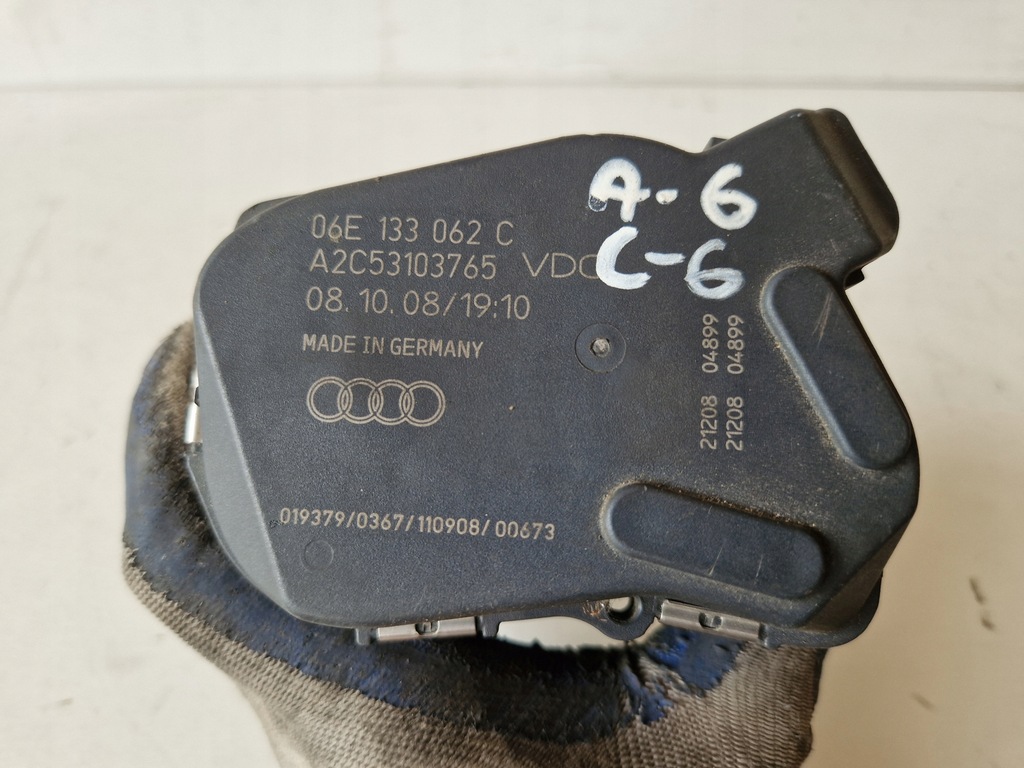 06E 133 062 C
A2C53103765 VDO
08.10.08/19:10
MADE IN GERMANY
A-6
C-6
21208 04899
21208 04899
019379/0367/110908/00673